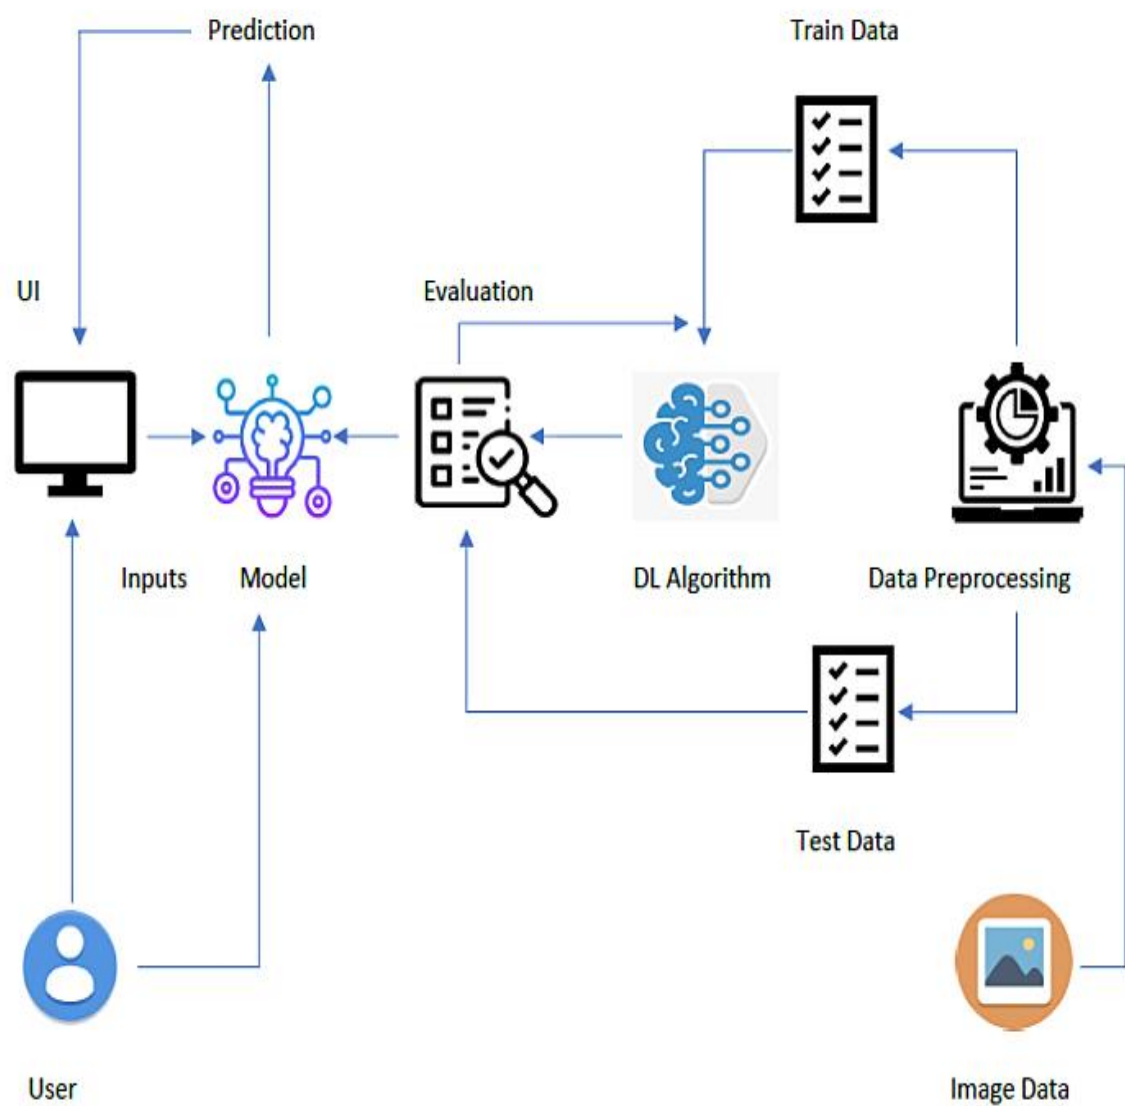 Prediction
Train Data
UI
Evaluation
Inputs
Model
DL Algorithm
Data Preprocessing
Test Data
User
Image Data